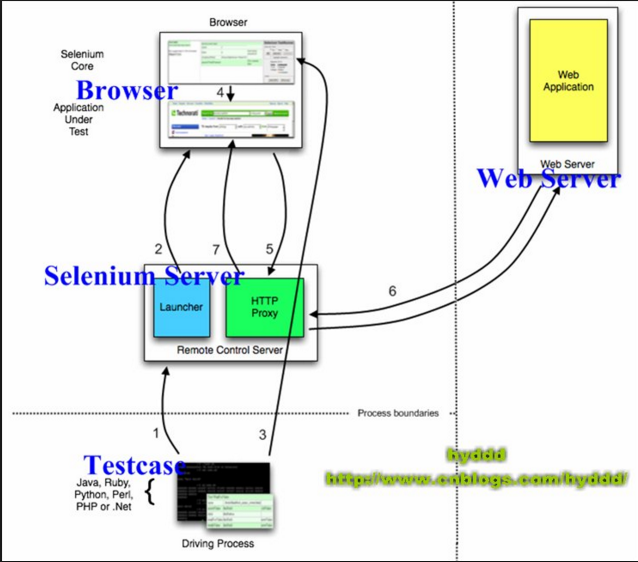 Browser
Selenium
Core
Browser
4
Application
Under
Test
Technorati
Web
Application
Web Server
Web Server
2
7
5
6
Selenium Server
Launcher
HTTP
Proxy
Remote Control Server
Process boundaries
1
3
Testcase
Java, Ruby,
Python, Perl,
PHP or .Net
{
Driving Process
hyddd
http://www.cnblogs.com/hyddd/